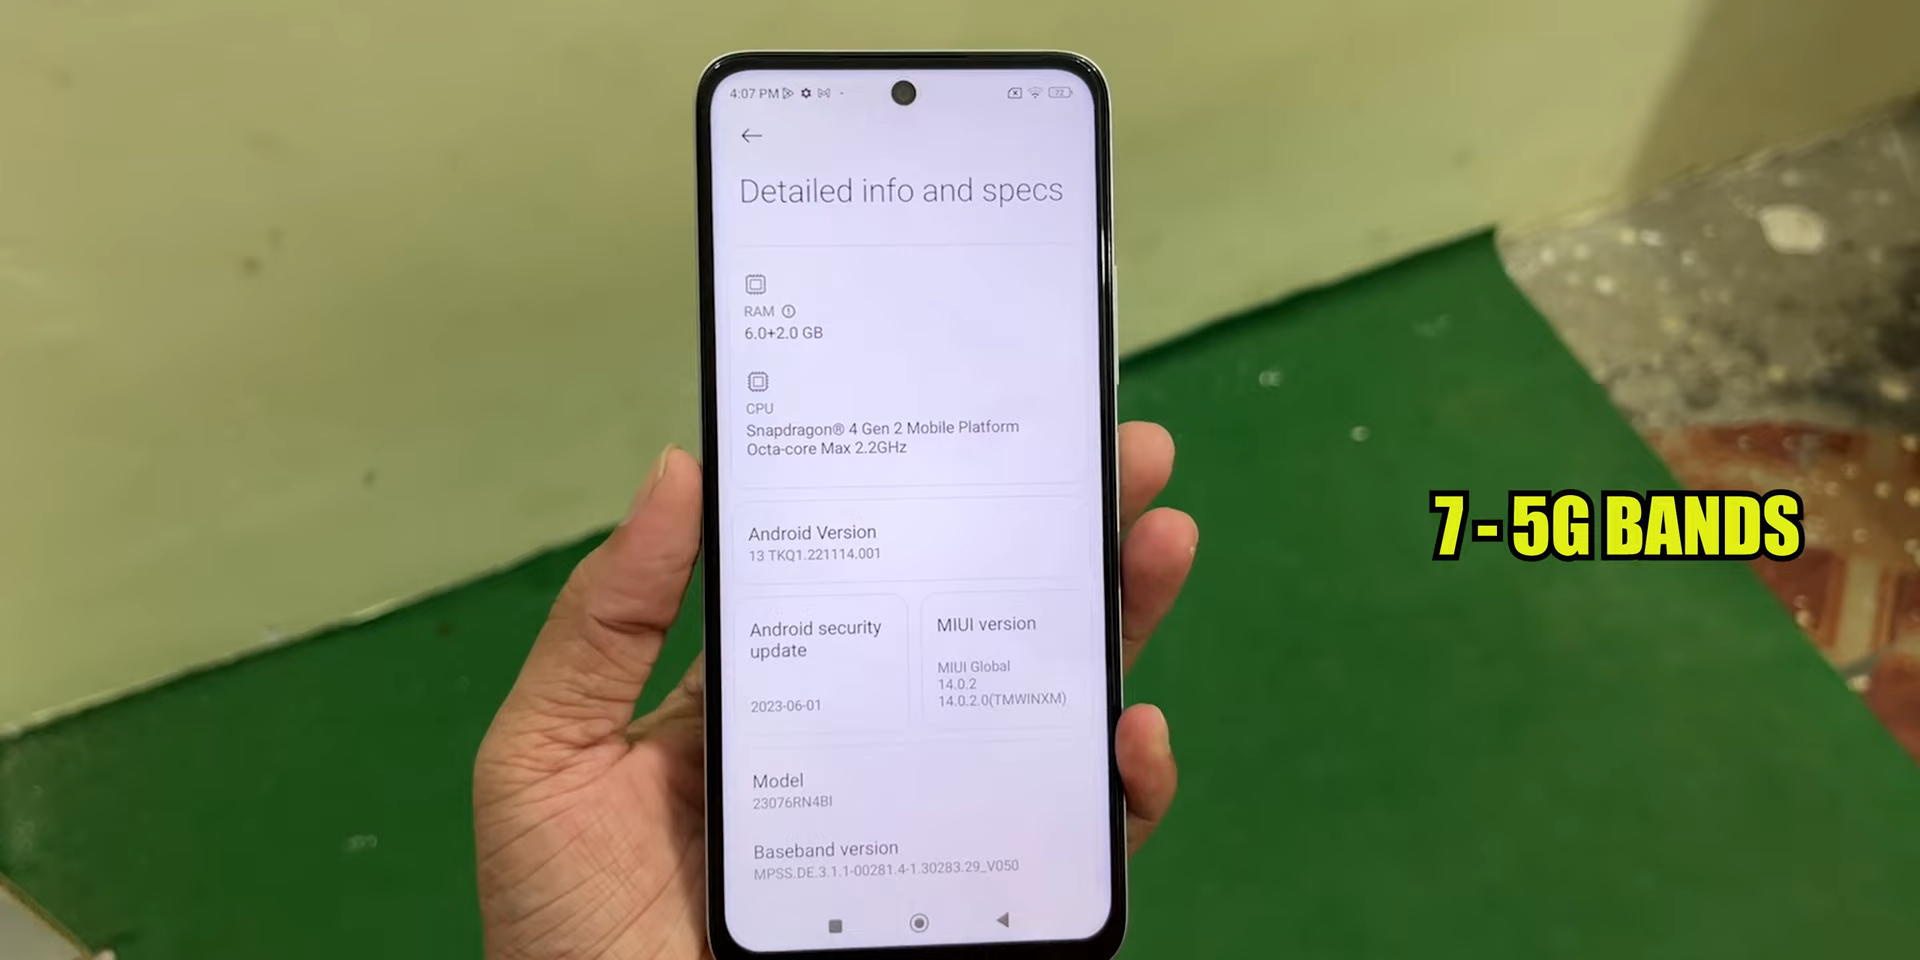 4:07 PM
72
Detailed info and specs
RAM
6.0+2.0 GB
CPU
Snapdragon® 4 Gen 2 Mobile Platform
Octa-core Max 2.2GHz
Android Version
13 TKQ1.221114.001
Android security
update
2023-06-01
MIUI version
MIUI Global
14.0.2
14.0.2.0(TMWINXM)
Model
23076RN4BI
Baseband version
MPSS.DE.3.1.1-00281.4-1.30283.29_V050
7 - 5G BANDS